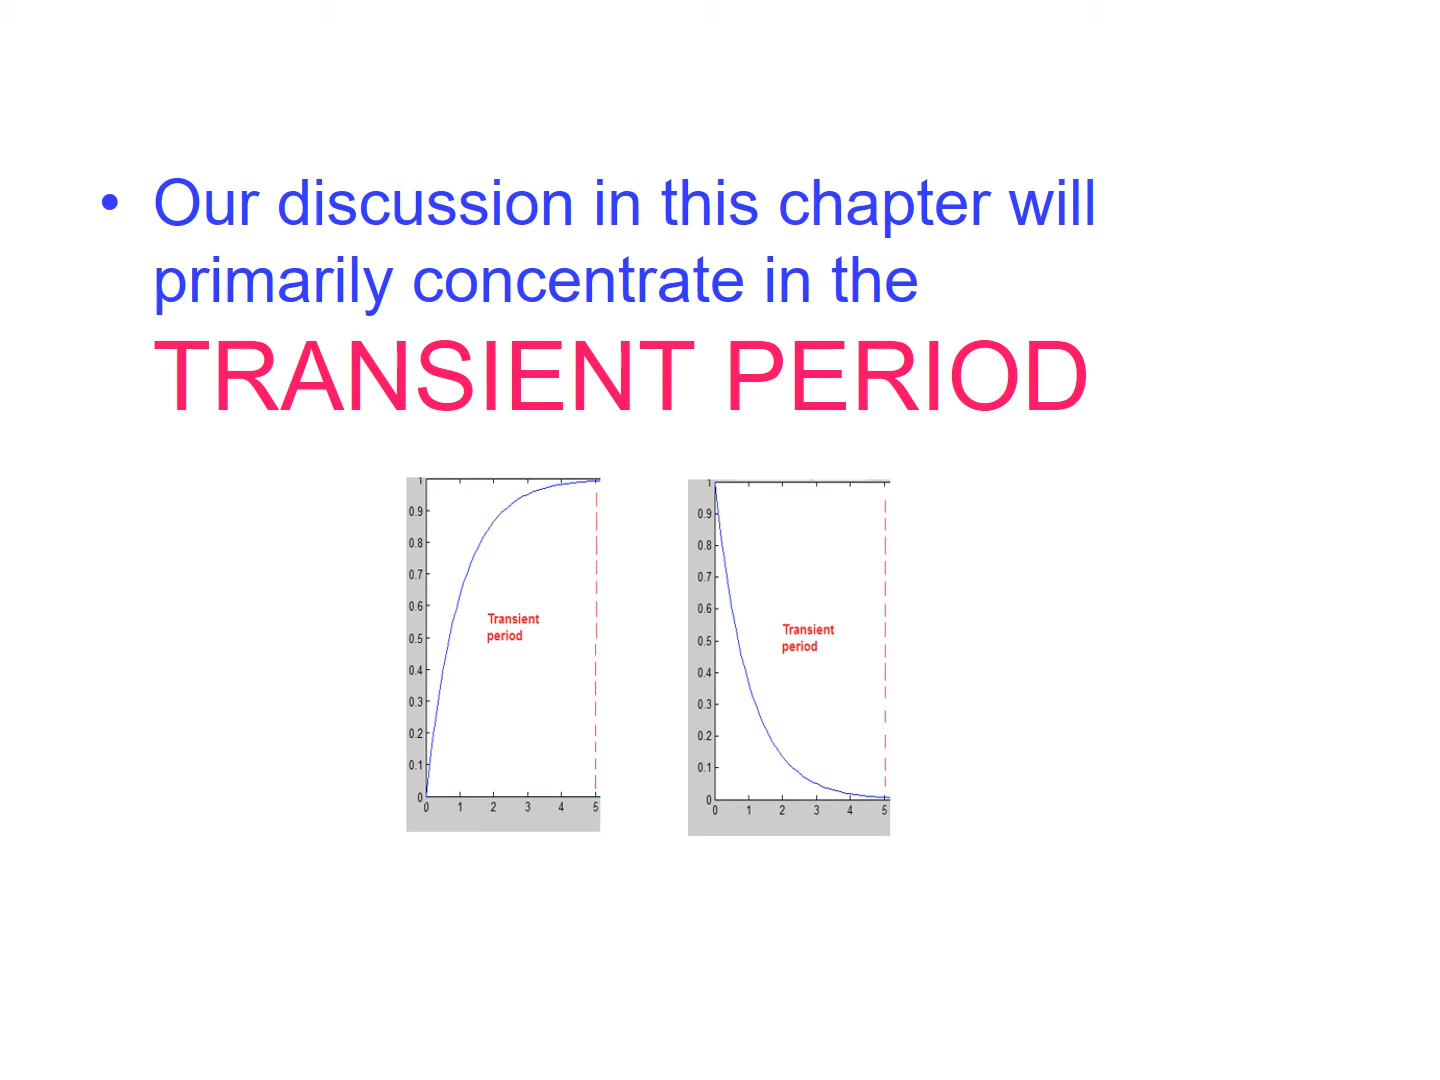 • Our discussion in this chapter will
primarily concentrate in the
TRANSIENT PERIOD
1
0.9
0.8
0.7
0.6
0.5
0.4
0.3
0.2
0.1
0
0 1 2 3 4 5
Transient
period
1
0.9
0.8
0.7
0.6
0.5
0.4
0.3
0.2
0.1
0
0 1 2 3 4 5
Transient
period